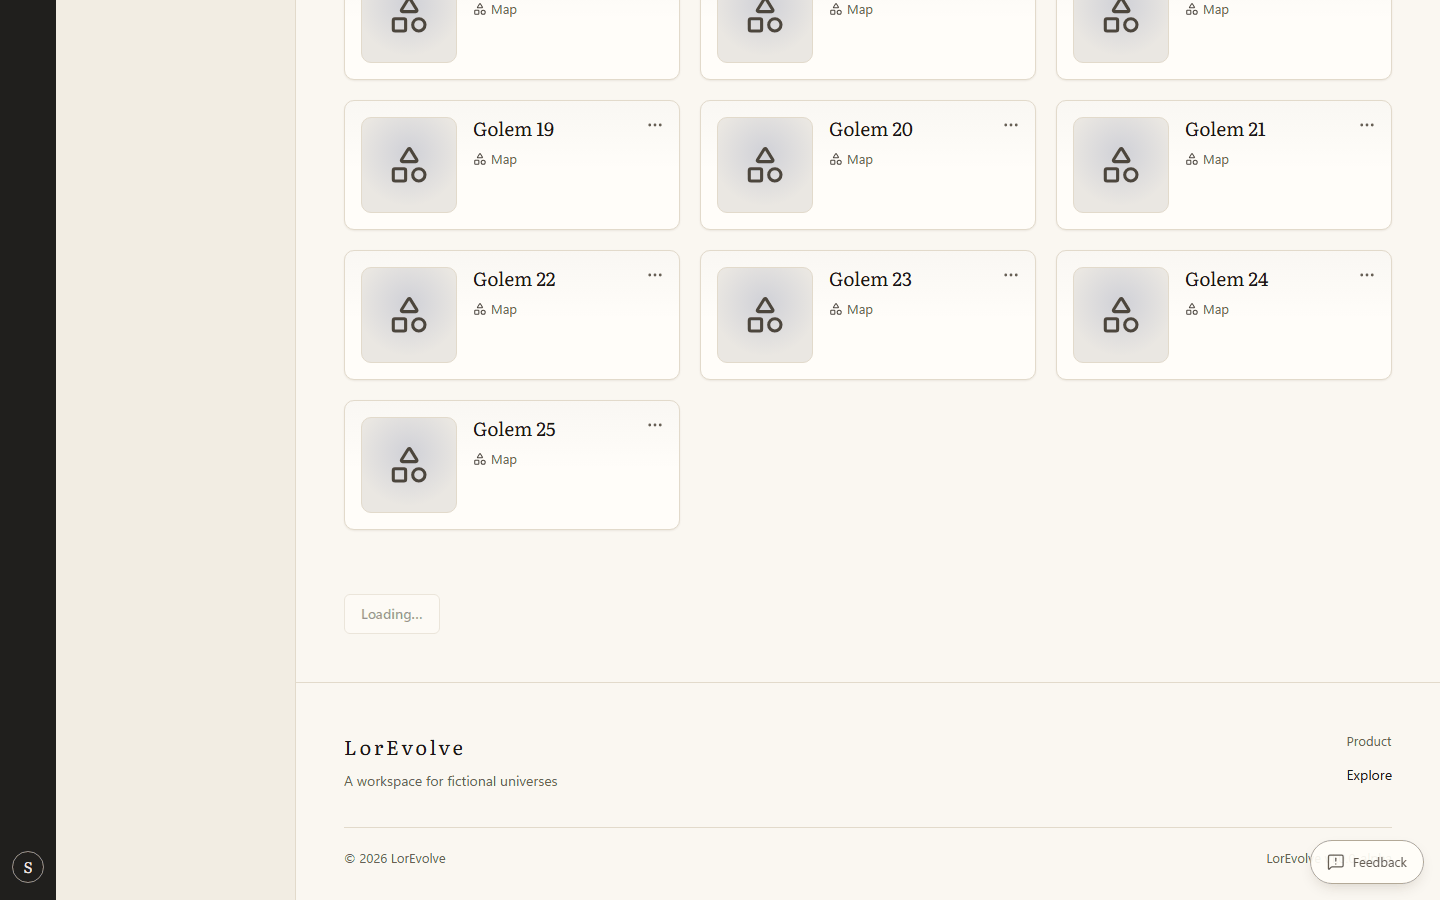 Map
Map
Map
Golem 19
Map
Golem 20
Map
Golem 21
Map
Golem 22
Map
Golem 23
Map
Golem 24
Map
Golem 25
Map
Loading...
LorEvolve
A workspace for fictional universes
Product
Explore
© 2026 LorEvolve
LorEvolv
Feedback
S